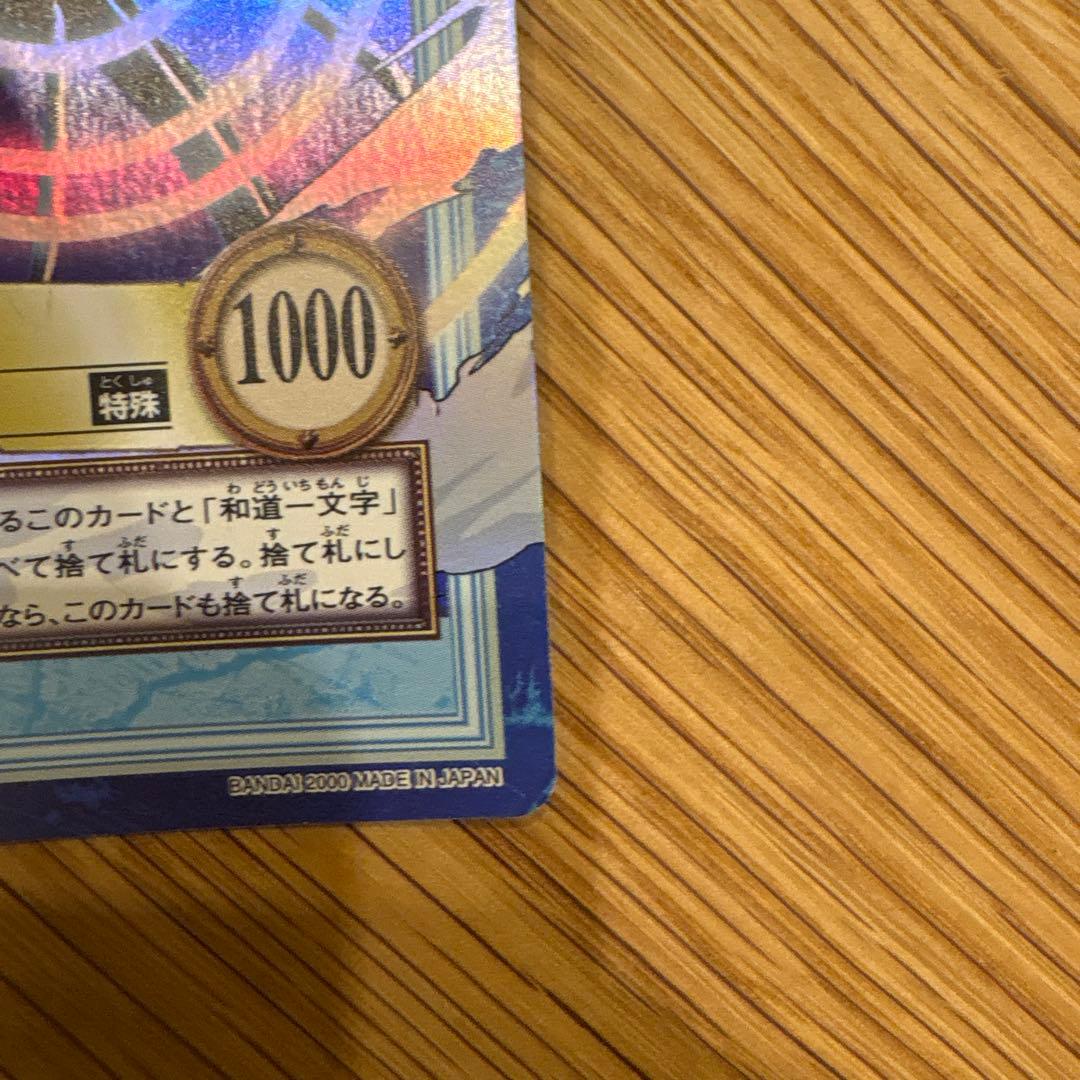 1000
とくしゅ
特殊
わどういちもんじ
るこのカードと「和道一文字」
す ふだ す ふだ
べて捨て札にする。捨て札にし
す ふだ
なら、このカードも捨て札になる。
BANDAI 2000 MADE IN JAPAN